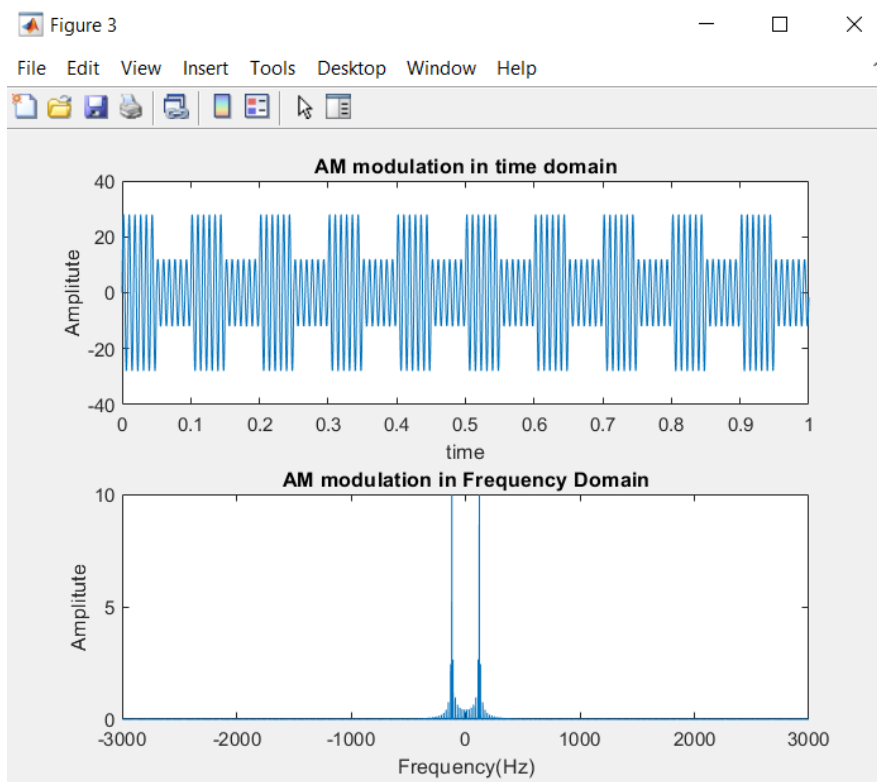 Figure 3
File Edit View Insert Tools Desktop Window Help
AM modulation in time domain
40
20
0
-20
-40
Amplitute
0 0.1 0.2 0.3 0.4 0.5 0.6 0.7 0.8 0.9 1
time
AM modulation in Frequency Domain
10
5
0
Amplitute
-3000 -2000 -1000 0 1000 2000 3000
Frequency(Hz)